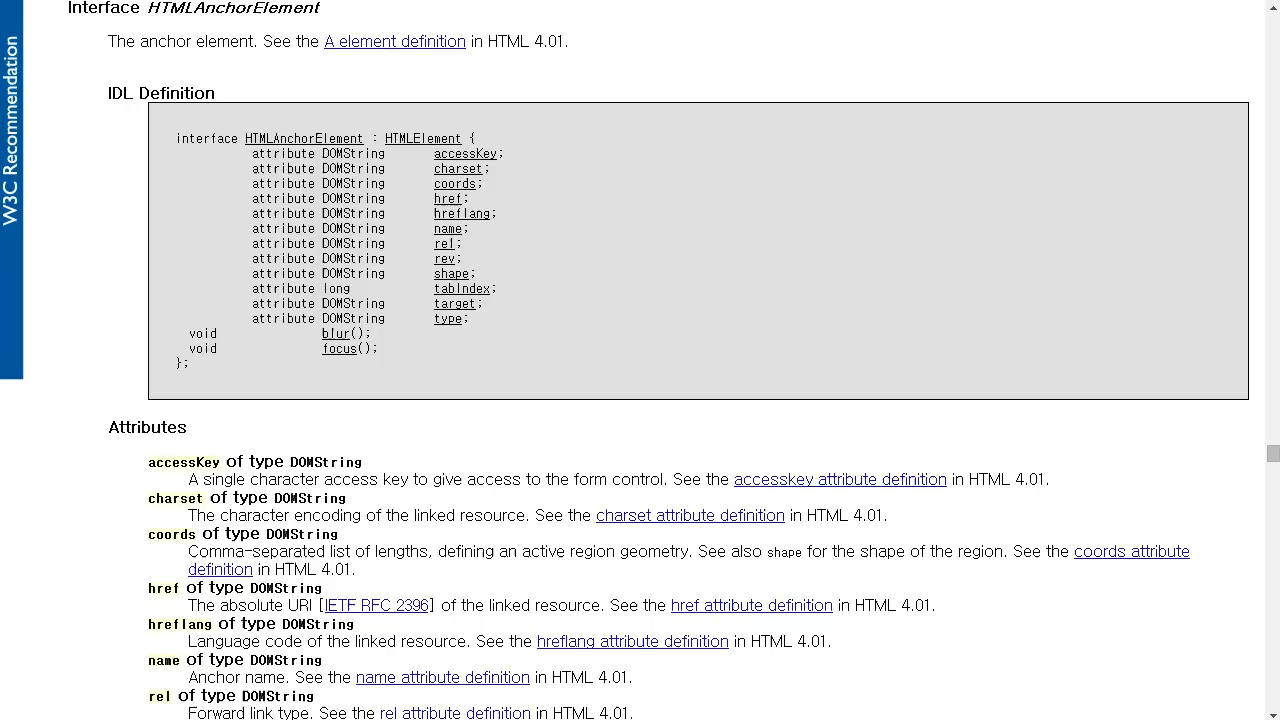 W3C Recommendation
Interface HTMLAnchorElement
The anchor element. See the A element definition in HTML 4.01.
IDL Definition
interface HTMLAnchorElement : HTMLElement {
attribute DOMString accessKey;
attribute DOMString charset;
attribute DOMString coords;
attribute DOMString href;
attribute DOMString hreflang;
attribute DOMString name;
attribute DOMString rel;
attribute DOMString rev;
attribute DOMString shape;
attribute long tabIndex;
attribute DOMString target;
attribute DOMString type;
void blur();
void focus();
};
Attributes
accessKey of type DOMString
A single character access key to give access to the form control. See the accesskey attribute definition in HTML 4.01.
charset of type DOMString
The character encoding of the linked resource. See the charset attribute definition in HTML 4.01.
coords of type DOMString
Comma-separated list of lengths, defining an active region geometry. See also shape for the shape of the region. See the coords attribute
definition in HTML 4.01.
href of type DOMString
The absolute URI [IETF RFC 2396] of the linked resource. See the href attribute definition in HTML 4.01.
hreflang of type DOMString
Language code of the linked resource. See the hreflang attribute definition in HTML 4.01.
name of type DOMString
Anchor name. See the name attribute definition in HTML 4.01.
rel of type DOMString
Forward link type. See the rel attribute definition in HTML 4.01.